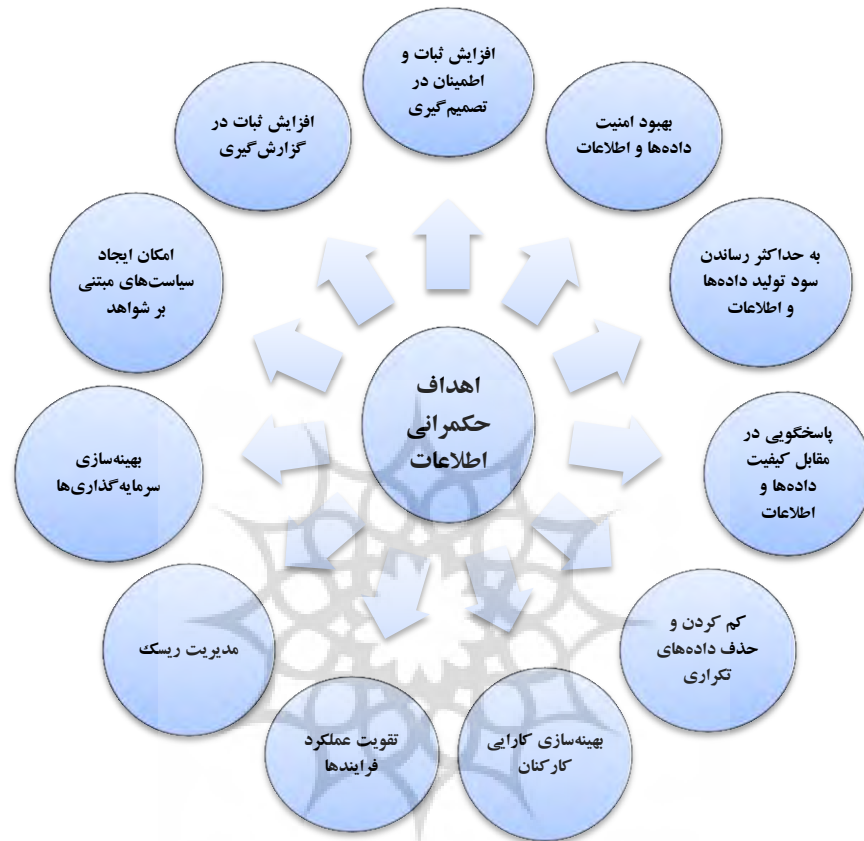 افزایش ثبات و
اطمینان در
تصمیم‌گیری
بهبود امنیت
داده‌ها و اطلاعات
به حداکثر رساندن
سود تولید داده‌ها
و اطلاعات
پاسخگویی در
مقابل کیفیت
داده‌ها و
اطلاعات
کم کردن و
حذف داده‌های
تکراری
بهینه‌سازی کارایی
کارکنان
تقویت عملکرد
فرایندها
مدیریت ریسک
بهینه‌سازی
سرمایه‌گذاری‌ها
امکان ایجاد
سیاست‌های مبتنی
بر شواهد
افزایش ثبات در
گزارش‌گیری
اهداف
حکمرانی
اطلاعات